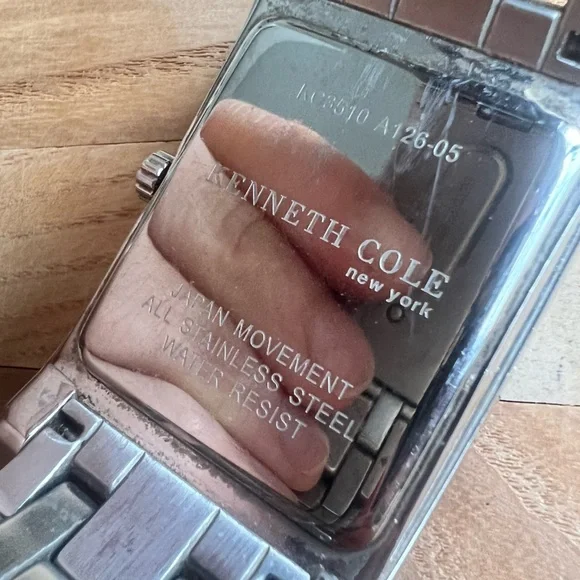 KC3510 A126-05
KENNETH COLE
new york
JAPAN MOVEMENT
ALL STAINLESS STEEL
WATER RESIST